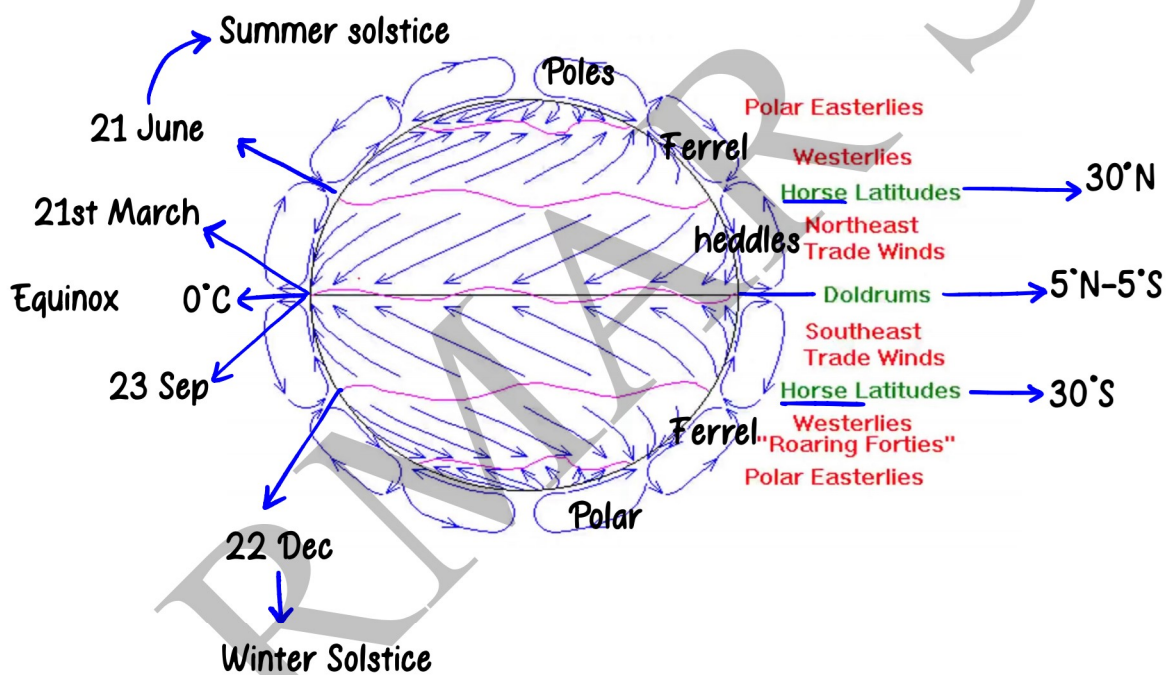 Summer solstice
Poles
Polar Easterlies
21 June
Ferrel
Westerlies
Horse Latitudes
30°N
21st March
heddles
Northeast
Trade Winds
Equinox
0°C
Doldrums
5°N-5°S
Southeast
Trade Winds
23 Sep
Horse Latitudes
30°S
Ferrel
Westerlies
"Roaring Forties"
Polar Easterlies
Polar
22 Dec
Winter Solstice
RMAR S